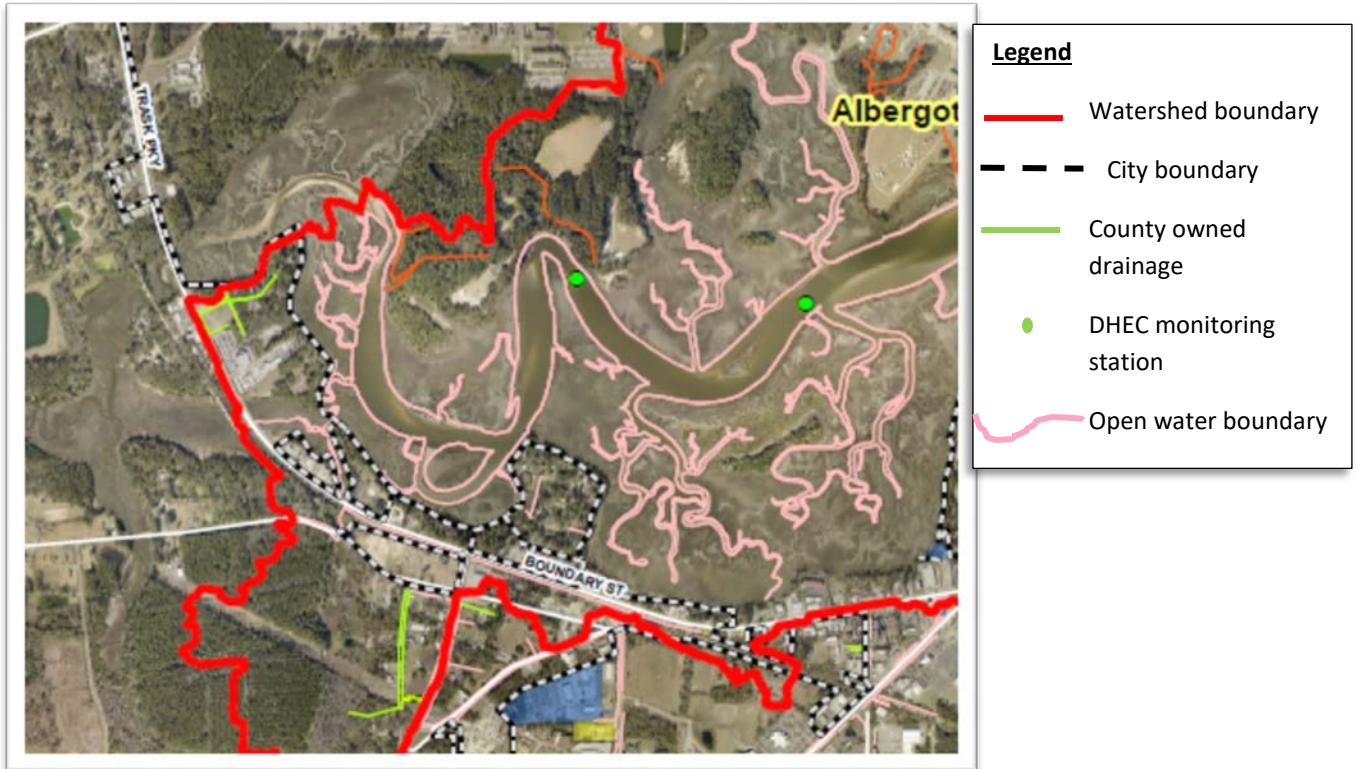 TRASK PKY
Albergot
BOUNDARY ST
Legend
Watershed boundary
City boundary
County owned
drainage
DHEC monitoring
station
Open water boundary